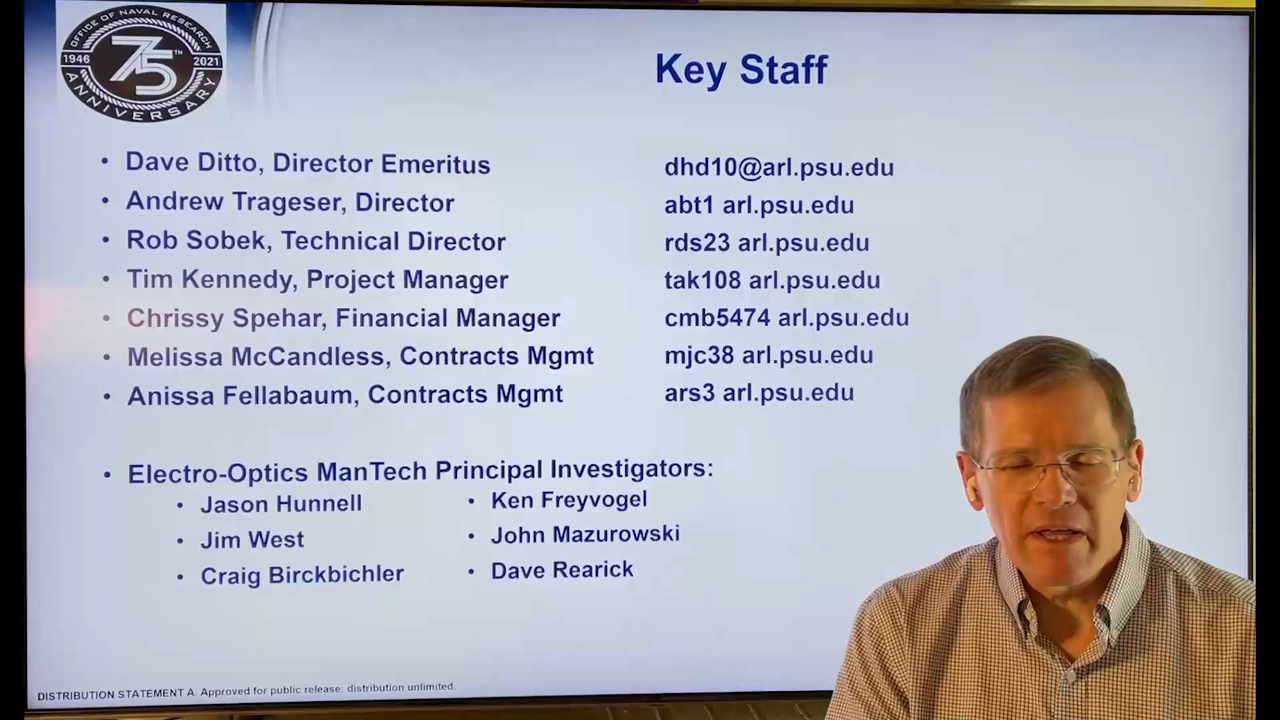 OFFICE OF NAVAL RESEARCH
75TH
1946 2021
ANNIVERSARY
Key Staff
• Dave Ditto, Director Emeritus dhd10@arl.psu.edu
• Andrew Trageser, Director abt1 arl.psu.edu
• Rob Sobek, Technical Director rds23 arl.psu.edu
• Tim Kennedy, Project Manager tak108 arl.psu.edu
• Chrissy Spehar, Financial Manager cmb5474 arl.psu.edu
• Melissa McCandless, Contracts Mgmt mjc38 arl.psu.edu
• Anissa Fellabaum, Contracts Mgmt ars3 arl.psu.edu
• Electro-Optics ManTech Principal Investigators:
• Jason Hunnell • Ken Freyvogel
• Jim West • John Mazurowski
• Craig Birckbichler • Dave Rearick
DISTRIBUTION STATEMENT A. Approved for public release: distribution unlimited.